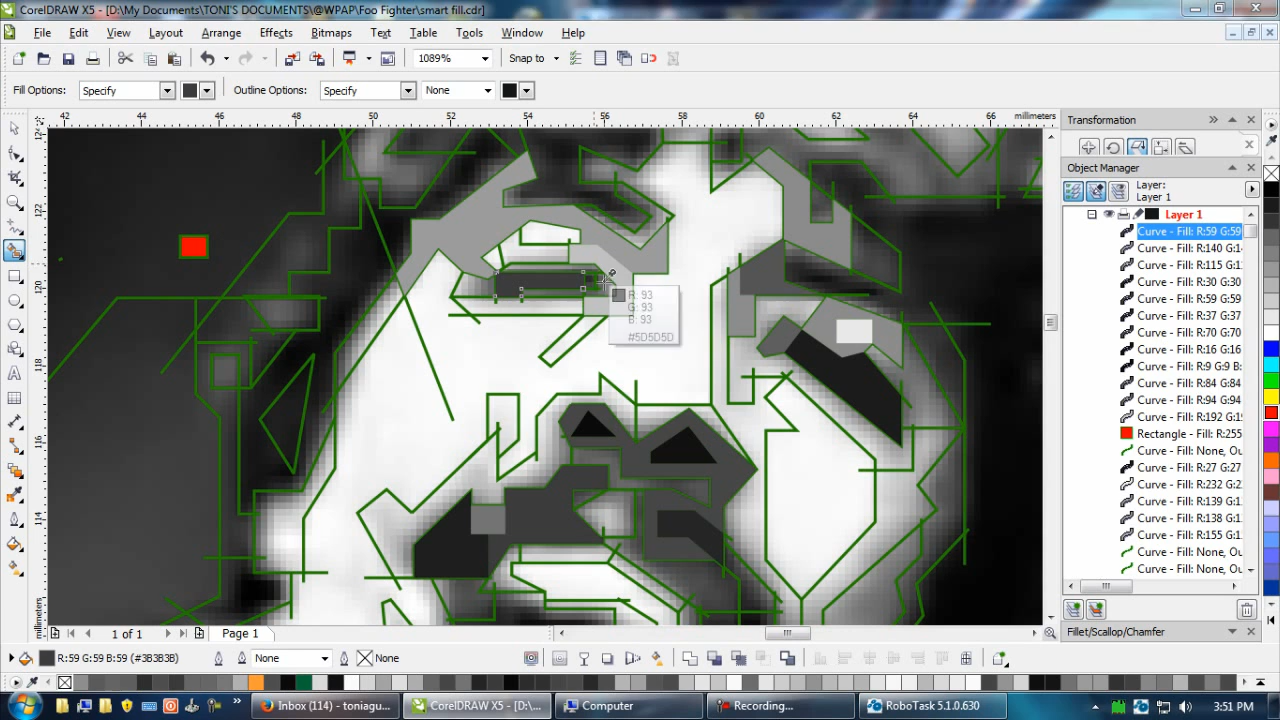 CorelDRAW X5 - [D:\My Documents\TONI'S DOCUMENTS\@WPAP\Foo Fighter\smart fill.cdr]
File Edit View Layout Arrange Effects Bitmaps Text Table Tools Window Help
1089% Snap to
Fill Options: Specify Outline Options: Specify None
42 44 46 48 50 52 54 56 58 60 62 64 66 millimeters
Transformation
Object Manager
Layer:
Layer 1
Layer 1
Curve - Fill: R:59 G:59
Curve - Fill: R:140 G:1
Curve - Fill: R:115 G:1
Curve - Fill: R:30 G:30
Curve - Fill: R:59 G:59
Curve - Fill: R:37 G:37
Curve - Fill: R:70 G:70
Curve - Fill: R:16 G:16
Curve - Fill: R:9 G:9 B:
Curve - Fill: R:84 G:84
Curve - Fill: R:94 G:94
Curve - Fill: R:192 G:1
Rectangle - Fill: R:255
Curve - Fill: None, Ou
Curve - Fill: R:27 G:27
Curve - Fill: R:232 G:2
Curve - Fill: R:139 G:1
Curve - Fill: R:138 G:1
Curve - Fill: R:155 G:1
Curve - Fill: None, Ou
Curve - Fill: None, Ou
124
122
120
118
116
114
millimeters
R: 93
G: 93
B: 93
#5D5D5D
1 of 1 Page 1
Fillet/Scallop/Chamfer
R:59 G:59 B:59 (#3B3B3B) None None
Inbox (114) - toniagu... CorelDRAW X5 - [D:\... Computer Recording... RoboTask 5.1.0.630 3:51 PM